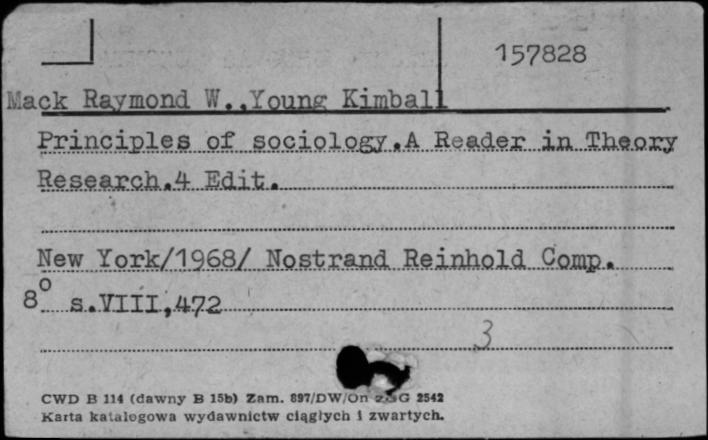 157828
Mack Raymond W.,Young Kimball
Principles of sociology.A Reader in Theory
Research.4 Edit.
New York/1968/ Nostrand Reinhold Comp.
8° s.VIII,472
3
CWD B 114 (dawny B 15b) Zam. 897/DW/On G 2542
Karta katalogowa wydawnictw ciągłych i zwartych.